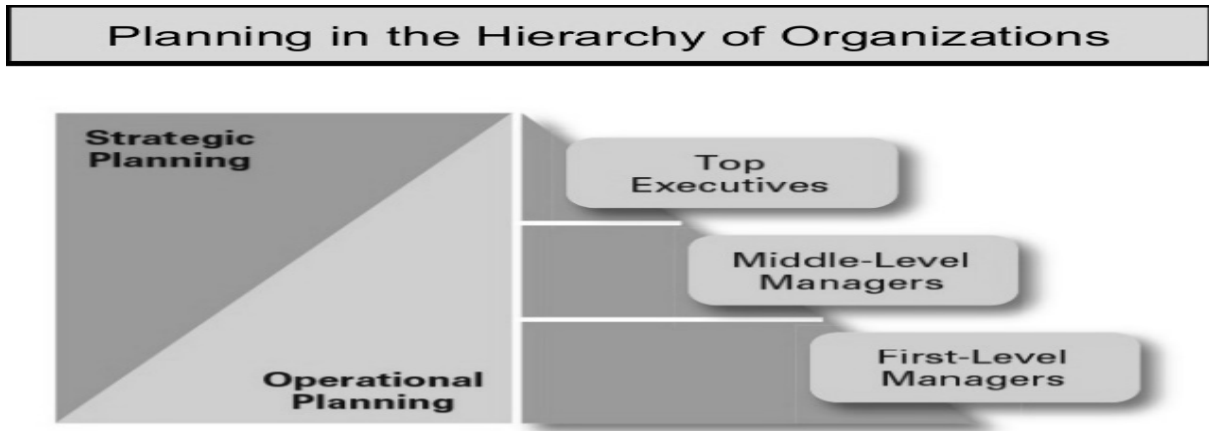 Planning in the Hierarchy of Organizations
Strategic
Planning
Top
Executives
Middle-Level
Managers
First-Level
Managers
Operational
Planning